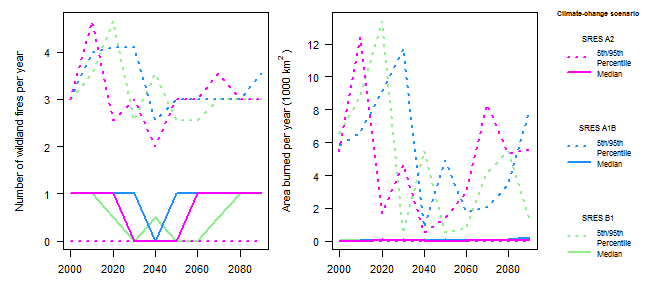 Number of wildland fires per year
4
3
2
1
0
2000 2020 2040 2060 2080
Area burned per year (1000 km²)
12
10
8
6
4
2
0
2000 2020 2040 2060 2080
Climate-change scenario
SRES A2
5th/95th
Percentile
Median
SRES A1B
5th/95th
Percentile
Median
SRES B1
5th/95th
Percentile
Median